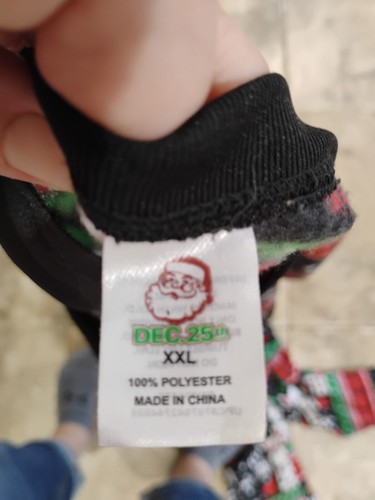 DEC.25th
XXL
100% POLYESTER
MADE IN CHINA